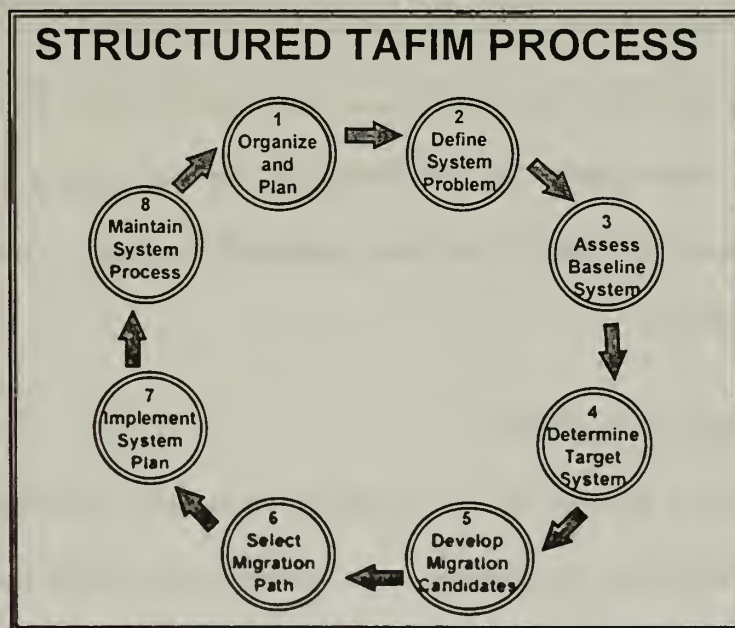 STRUCTURED TAFIM PROCESS
1
Organize
and
Plan
2
Define
System
Problem
3
Assess
Baseline
System
4
Determine
Target
System
5
Develop
Migration
Candidates
6
Select
Migration
Path
7
Implement
System
Plan
8
Maintain
System
Process